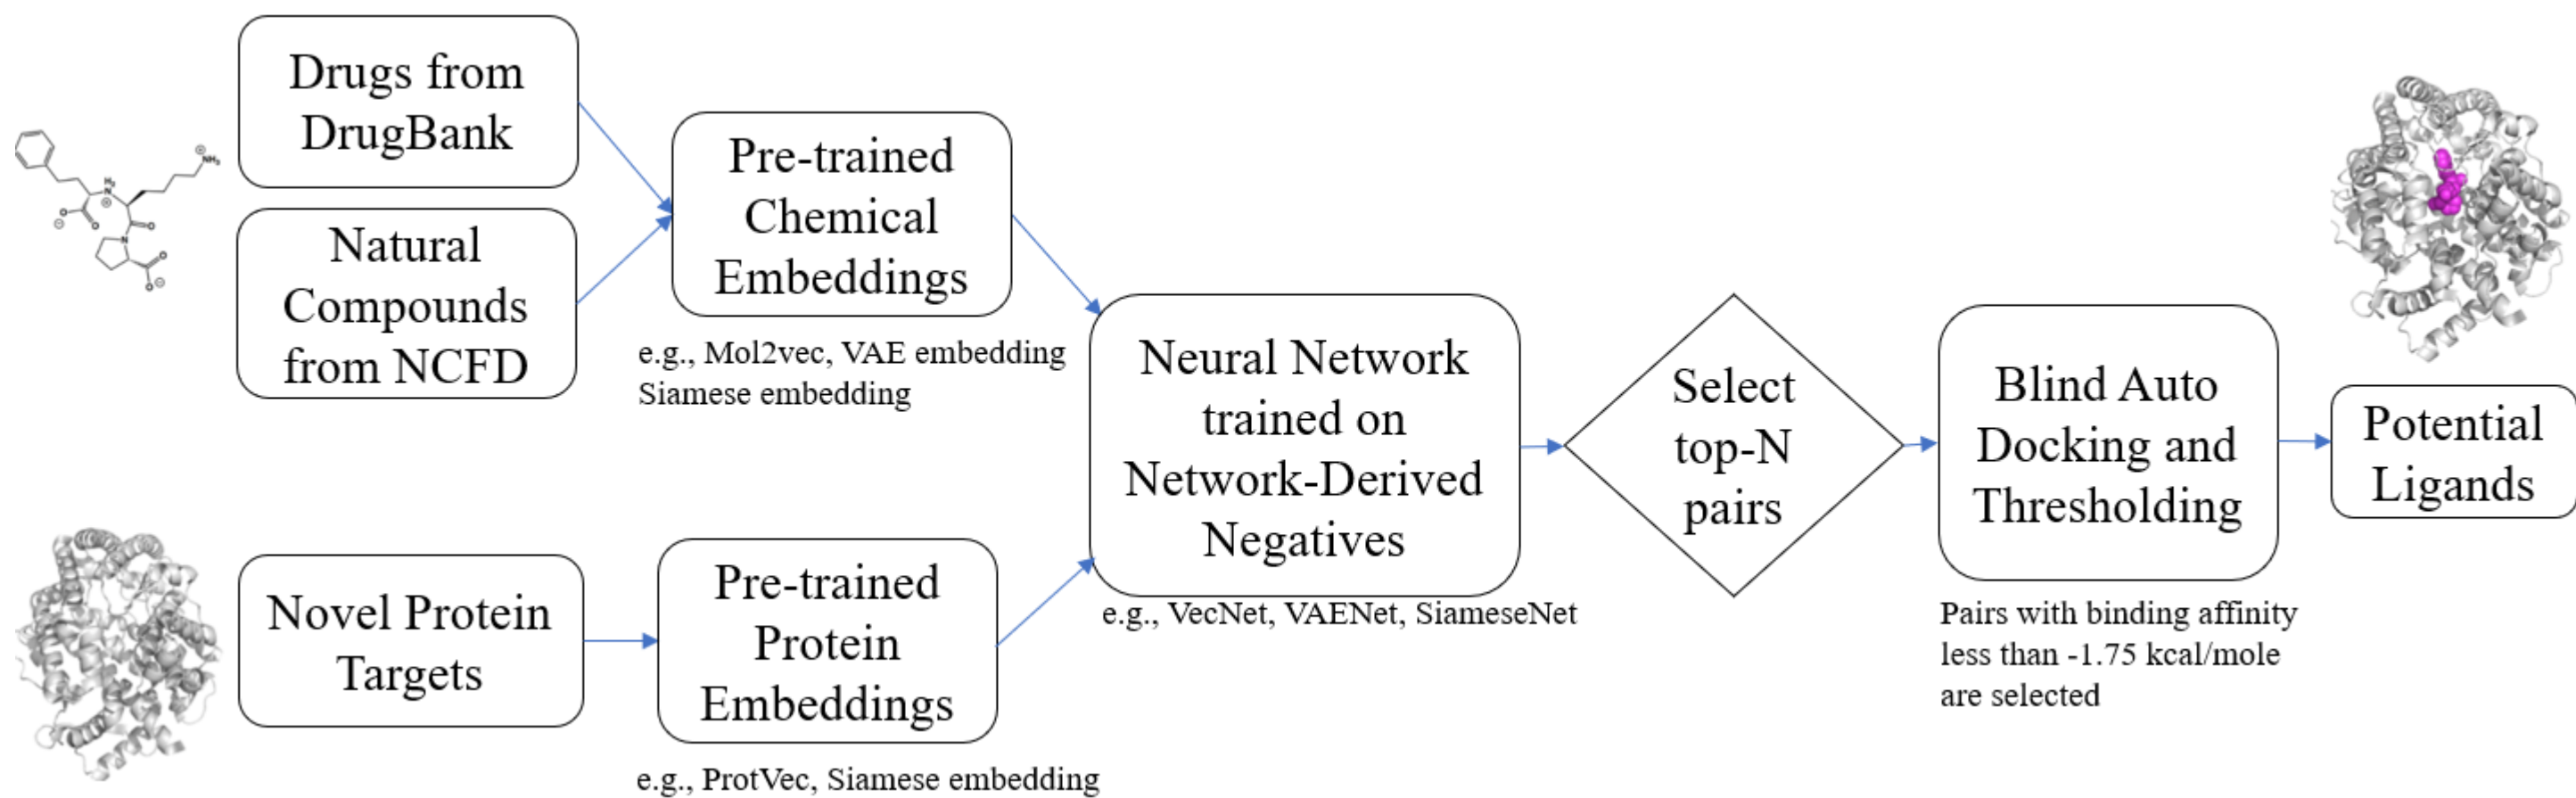 Drugs from
DrugBank
Natural
Compounds
from NCFD
Pre-trained
Chemical
Embeddings
e.g., Mol2vec, VAE embedding
Siamese embedding
Novel Protein
Targets
Pre-trained
Protein
Embeddings
e.g., ProtVec, Siamese embedding
Neural Network
trained on
Network-Derived
Negatives
e.g., VecNet, VAENet, SiameseNet
Select
top-N
pairs
Blind Auto
Docking and
Thresholding
Pairs with binding affinity
less than -1.75 kcal/mole
are selected
Potential
Ligands
NH₃
H₂
N
O
O
O
N
O
O